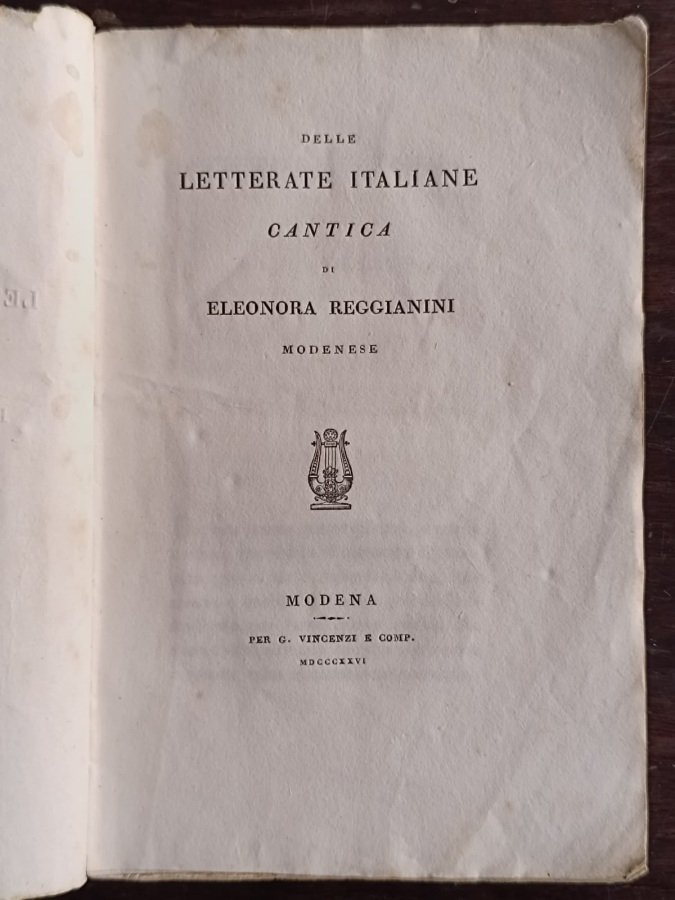 DELLE
LETTERATE ITALIANE
CANTICA
DI
ELEONORA REGGIANINI
MODENESE
MODENA
PER G. VINCENZI E COMP.
MDCCCXXVI